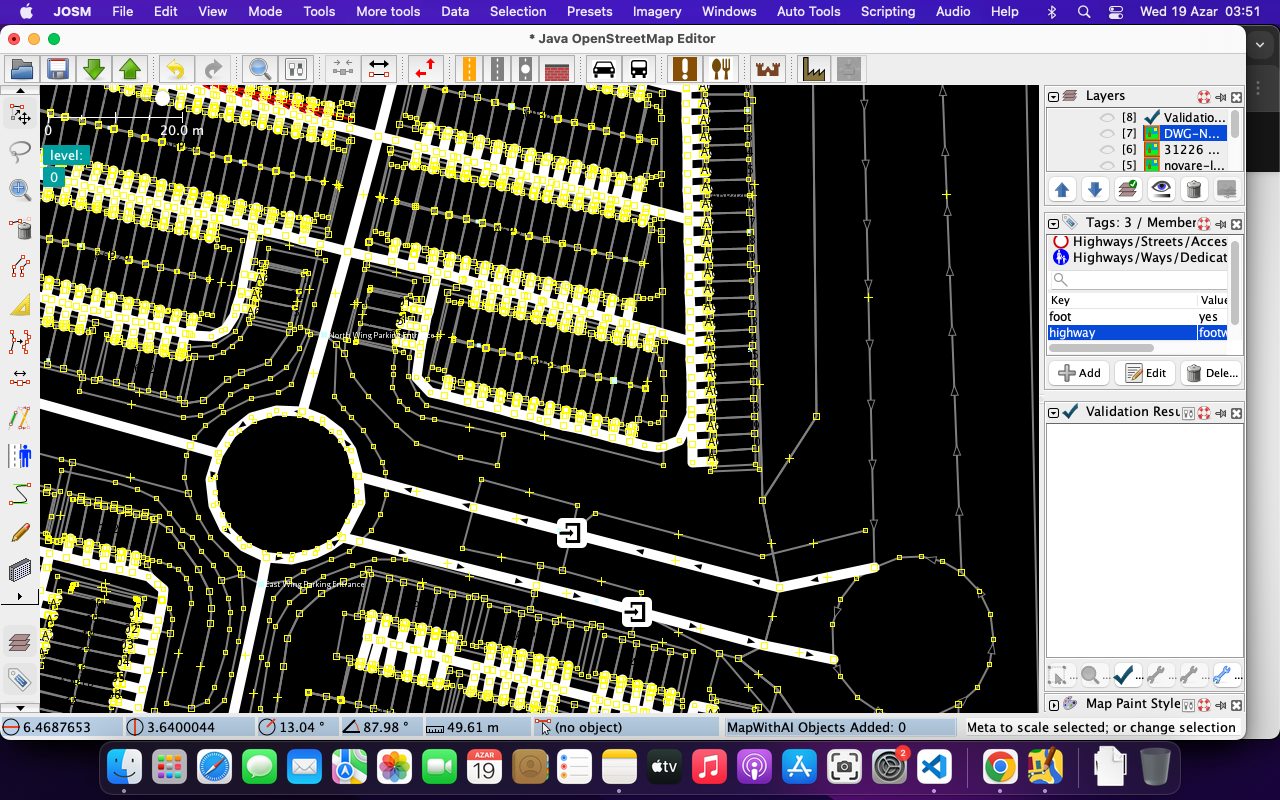 JOSM File Edit View Mode Tools More tools Data Selection Presets Imagery Windows Auto Tools Scripting Audio Help Wed 19 Azar 03:51
* Java OpenStreetMap Editor
0 20.0 m
level:
0
North Wing Parking Entrance
East Wing Parking Entrance
Layers
[8] Validatio...
[7] DWG-N...
[6] 31226 ...
[5] novare-l...
Tags: 3 / Member
Highways/Streets/Acces
Highways/Ways/Dedicat
Key Value
foot yes
highway footw
Add Edit Dele...
Validation Resu
Map Paint Style
6.4687653 3.6400044 13.04 ° 87.98 ° 49.61 m (no object) MapWithAI Objects Added: 0 Meta to scale selected; or change selection
AZAR
19
tv
2